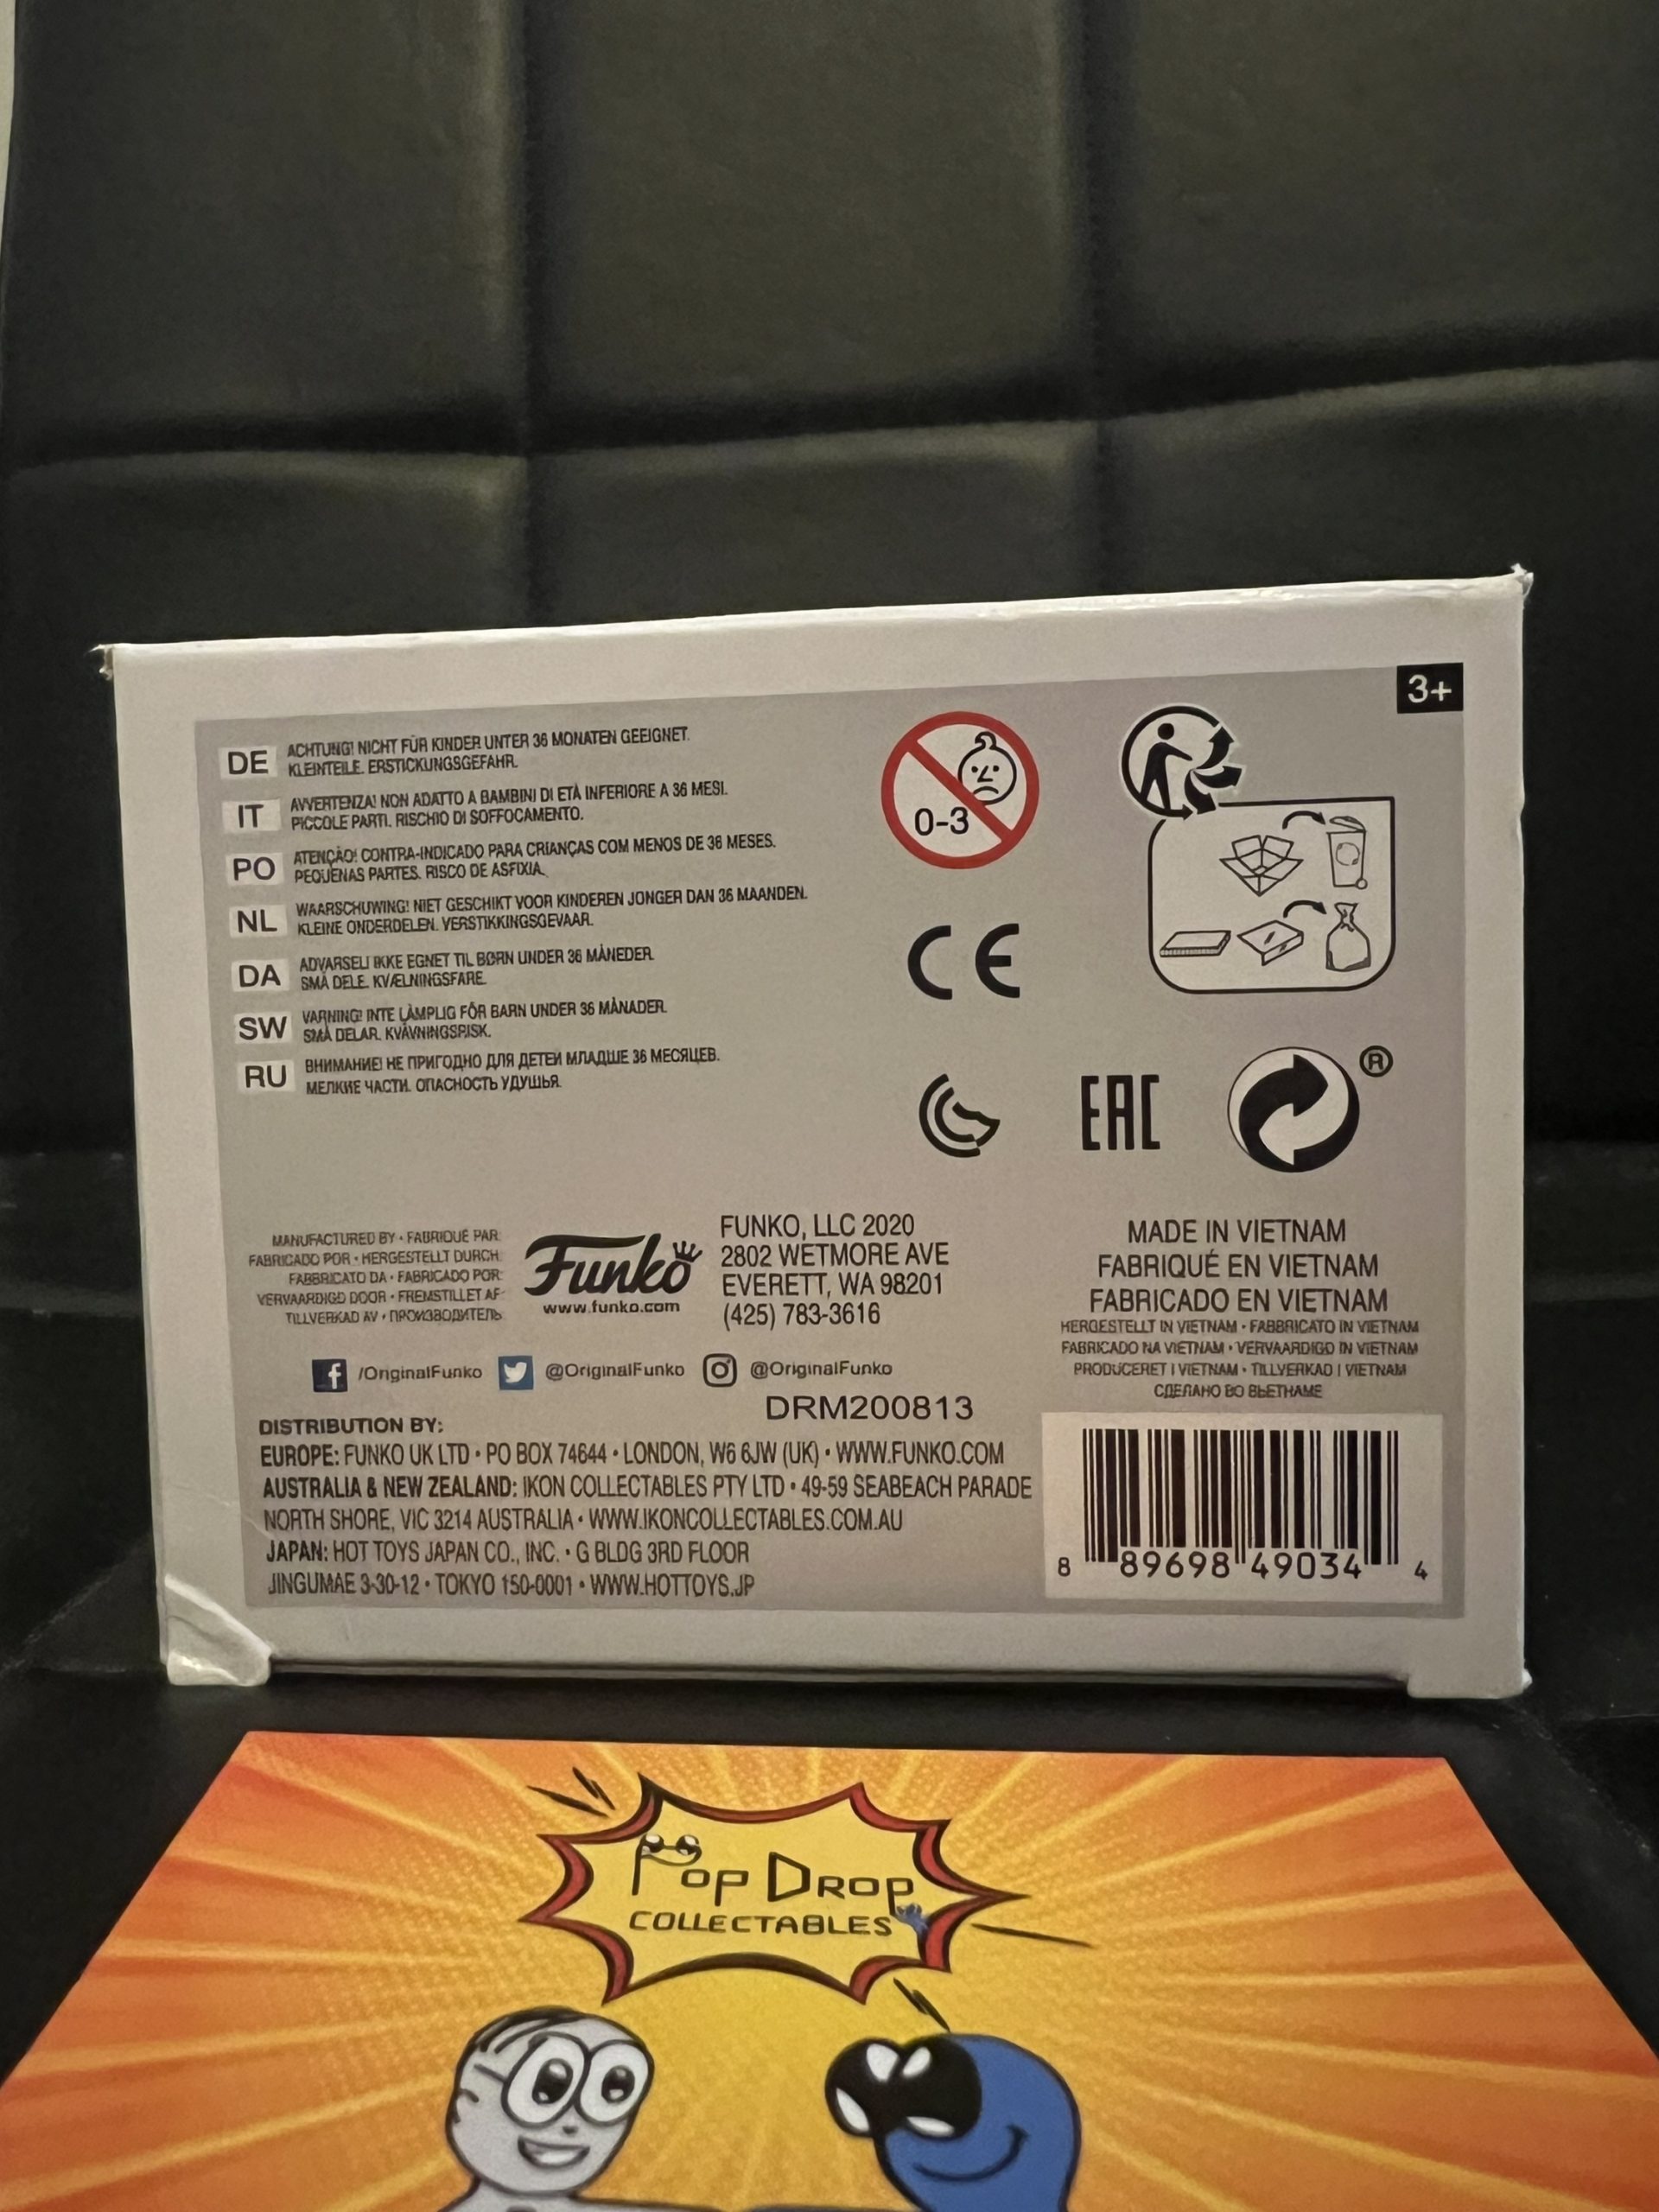 3+
DE ACHTUNG! NICHT FÜR KINDER UNTER 36 MONATEN GEEIGNET.
KLEINTEILE. ERSTICKUNGSGEFAHR.
IT AVVERTENZA! NON ADATTO A BAMBINI DI ETÀ INFERIORE A 36 MESI.
PICCOLE PARTI. RISCHIO DI SOFFOCAMENTO.
PO ATENÇÃO! CONTRA-INDICADO PARA CRIANÇAS COM MENOS DE 36 MESES.
PEQUENAS PARTES. RISCO DE ASFIXIA.
NL WAARSCHUWING! NIET GESCHIKT VOOR KINDEREN JONGER DAN 36 MAANDEN.
KLEINE ONDERDELEN. VERSTIKKINGSGEVAAR.
DA ADVARSEL! IKKE EGNET TIL BØRN UNDER 36 MÅNEDER.
SMÅ DELE. KVÆLNINGSFARE.
SW VARNING! INTE LÄMPLIG FÖR BARN UNDER 36 MÅNADER.
SMÅ DELAR. KVÄVNINGSRISK.
RU ВНИМАНИЕ! НЕ ПРИГОДНО ДЛЯ ДЕТЕЙ МЛАДШЕ 36 МЕСЯЦЕВ.
МЕЛКИЕ ЧАСТИ. ОПАСНОСТЬ УДУШЬЯ.
0-3
CE
EAC
®
MANUFACTURED BY • FABRIQUÉ PAR:
FABRICADO POR • HERGESTELLT DURCH:
FABBRICATO DA • FABRICADO POR:
VERVAARDIGD DOOR • FREMSTILLET AF:
TILLVERKAD AV • ПРОИЗВОДИТЕЛЬ:
Funko
www.funko.com
FUNKO, LLC 2020
2802 WETMORE AVE
EVERETT, WA 98201
(425) 783-3616
MADE IN VIETNAM
FABRIQUÉ EN VIETNAM
FABRICADO EN VIETNAM
HERGESTELLT IN VIETNAM • FABBRICATO IN VIETNAM
FABRICADO NA VIETNAM • VERVAARDIGD IN VIETNAM
PRODUCERET I VIETNAM • TILLVERKAD I VIETNAM
СДЕЛАНО ВО ВЬЕТНАМЕ
/OriginalFunko @OriginalFunko @OriginalFunko
DRM200813
DISTRIBUTION BY:
EUROPE: FUNKO UK LTD • PO BOX 74644 • LONDON, W6 6JW (UK) • WWW.FUNKO.COM
AUSTRALIA & NEW ZEALAND: IKON COLLECTABLES PTY LTD • 49-59 SEABEACH PARADE
NORTH SHORE, VIC 3214 AUSTRALIA • WWW.IKONCOLLECTABLES.COM.AU
JAPAN: HOT TOYS JAPAN CO., INC. • G BLDG 3RD FLOOR
JINGUMAE 3-30-12 • TOKYO 150-0001 • WWW.HOTTOYS.JP
8 89698 49034 4
POP DROP
COLLECTABLES